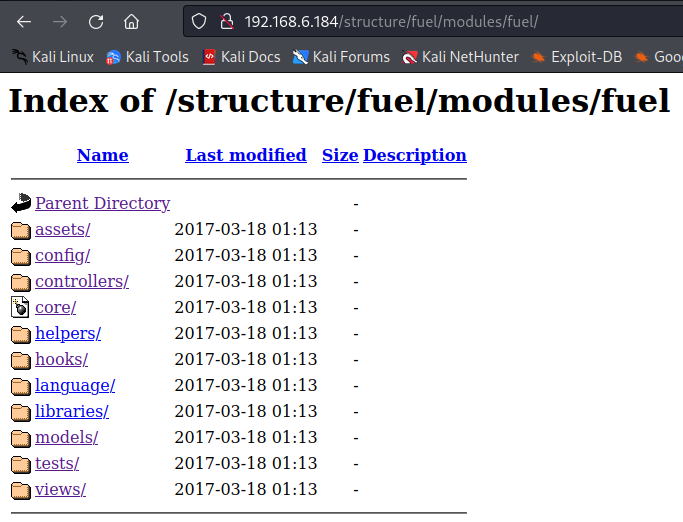 192.168.6.184/structure/fuel/modules/fuel/
Kali Linux Kali Tools Kali Docs Kali Forums Kali NetHunter Exploit-DB Goo
Index of /structure/fuel/modules/fuel
Name Last modified Size Description
Parent Directory -
assets/ 2017-03-18 01:13 -
config/ 2017-03-18 01:13 -
controllers/ 2017-03-18 01:13 -
core/ 2017-03-18 01:13 -
helpers/ 2017-03-18 01:13 -
hooks/ 2017-03-18 01:13 -
language/ 2017-03-18 01:13 -
libraries/ 2017-03-18 01:13 -
models/ 2017-03-18 01:13 -
tests/ 2017-03-18 01:13 -
views/ 2017-03-18 01:13 -